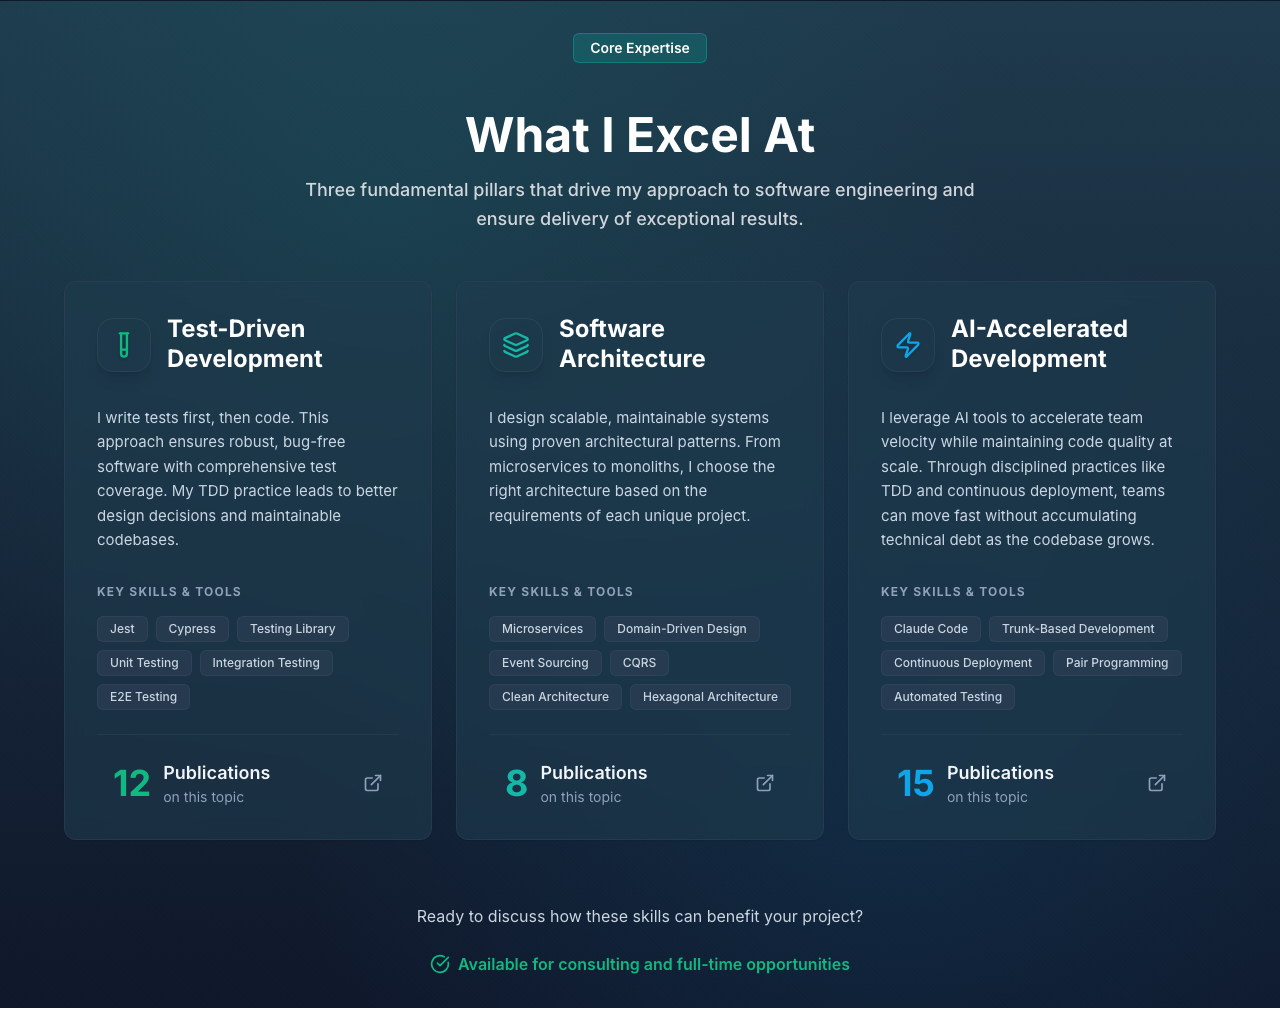 Core Expertise
What I Excel At
Three fundamental pillars that drive my approach to software engineering and
ensure delivery of exceptional results.
Test-Driven
Development
I write tests first, then code. This
approach ensures robust, bug-free
software with comprehensive test
coverage. My TDD practice leads to better
design decisions and maintainable
codebases.
KEY SKILLS & TOOLS
Jest Cypress Testing Library
Unit Testing Integration Testing
E2E Testing
12 Publications
on this topic
Software
Architecture
I design scalable, maintainable systems
using proven architectural patterns. From
microservices to monoliths, I choose the
right architecture based on the
requirements of each unique project.
KEY SKILLS & TOOLS
Microservices Domain-Driven Design
Event Sourcing CQRS
Clean Architecture Hexagonal Architecture
8 Publications
on this topic
AI-Accelerated
Development
I leverage AI tools to accelerate team
velocity while maintaining code quality at
scale. Through disciplined practices like
TDD and continuous deployment, teams
can move fast without accumulating
technical debt as the codebase grows.
KEY SKILLS & TOOLS
Claude Code Trunk-Based Development
Continuous Deployment Pair Programming
Automated Testing
15 Publications
on this topic
Ready to discuss how these skills can benefit your project?
Available for consulting and full-time opportunities